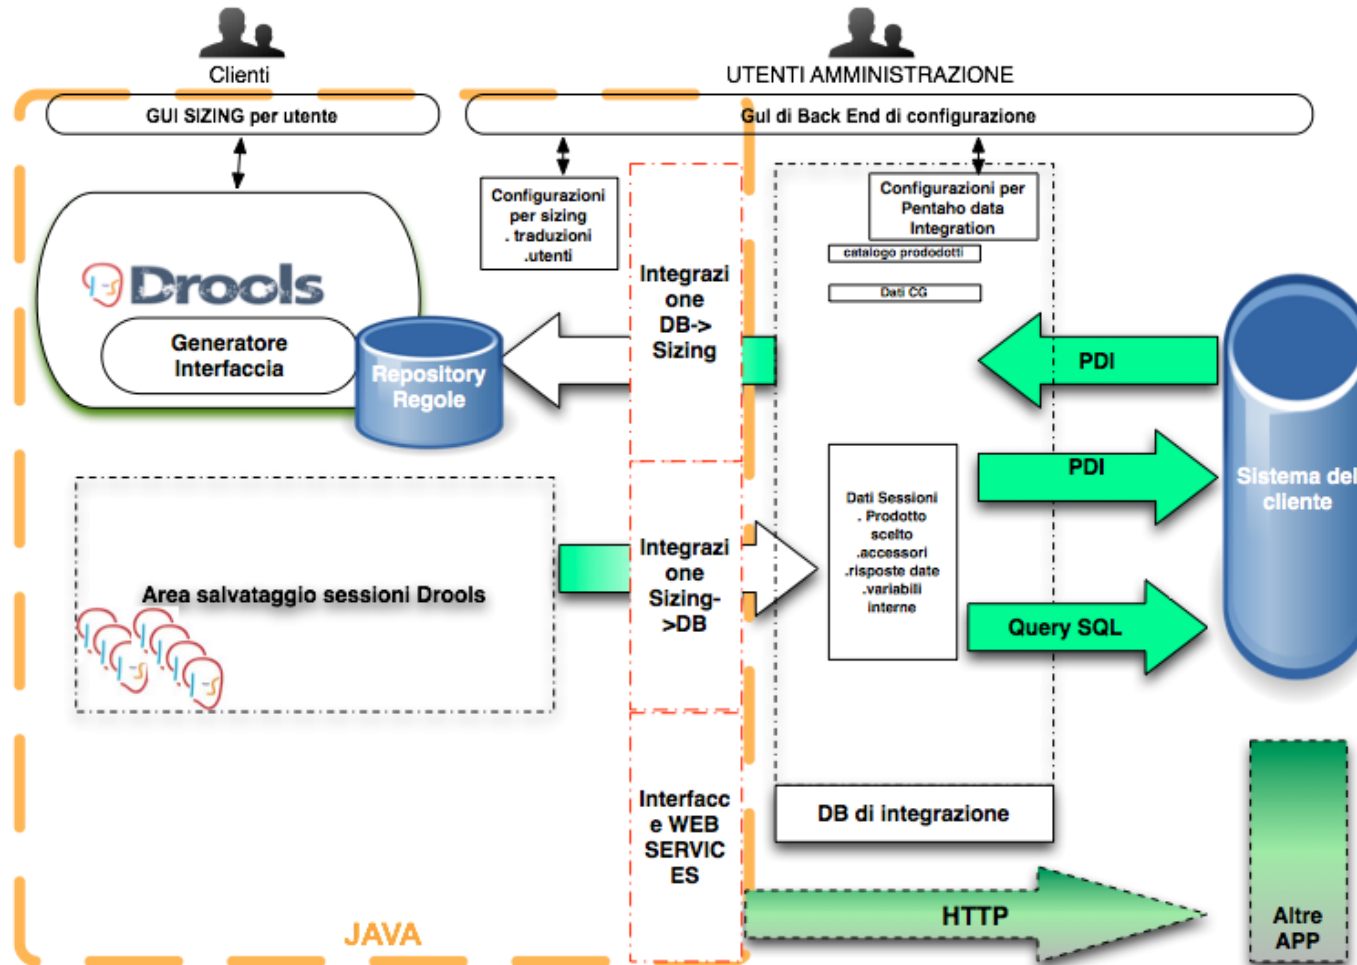 Clienti
UTENTI AMMINISTRAZIONE
GUI SIZING per utente
GuI di Back End di configurazione
Configurazioni
per sizing
. traduzioni
.utenti
Configurazioni per
Pentaho data
Integration
catalogo prododotti
Dati CG
Drools
Generatore
Interfaccia
Repository
Regole
Integrazi
one
DB->
Sizing
PDI
PDI
Sistema del
cliente
Dati Sessioni
. Prodotto
scelto
.accessori
.risposte date
.variabili
interne
Area salvataggio sessioni Drools
Integrazi
one
Sizing-
>DB
Query SQL
Interfacc
e WEB
SERVIC
ES
DB di integrazione
HTTP
Altre
APP
JAVA